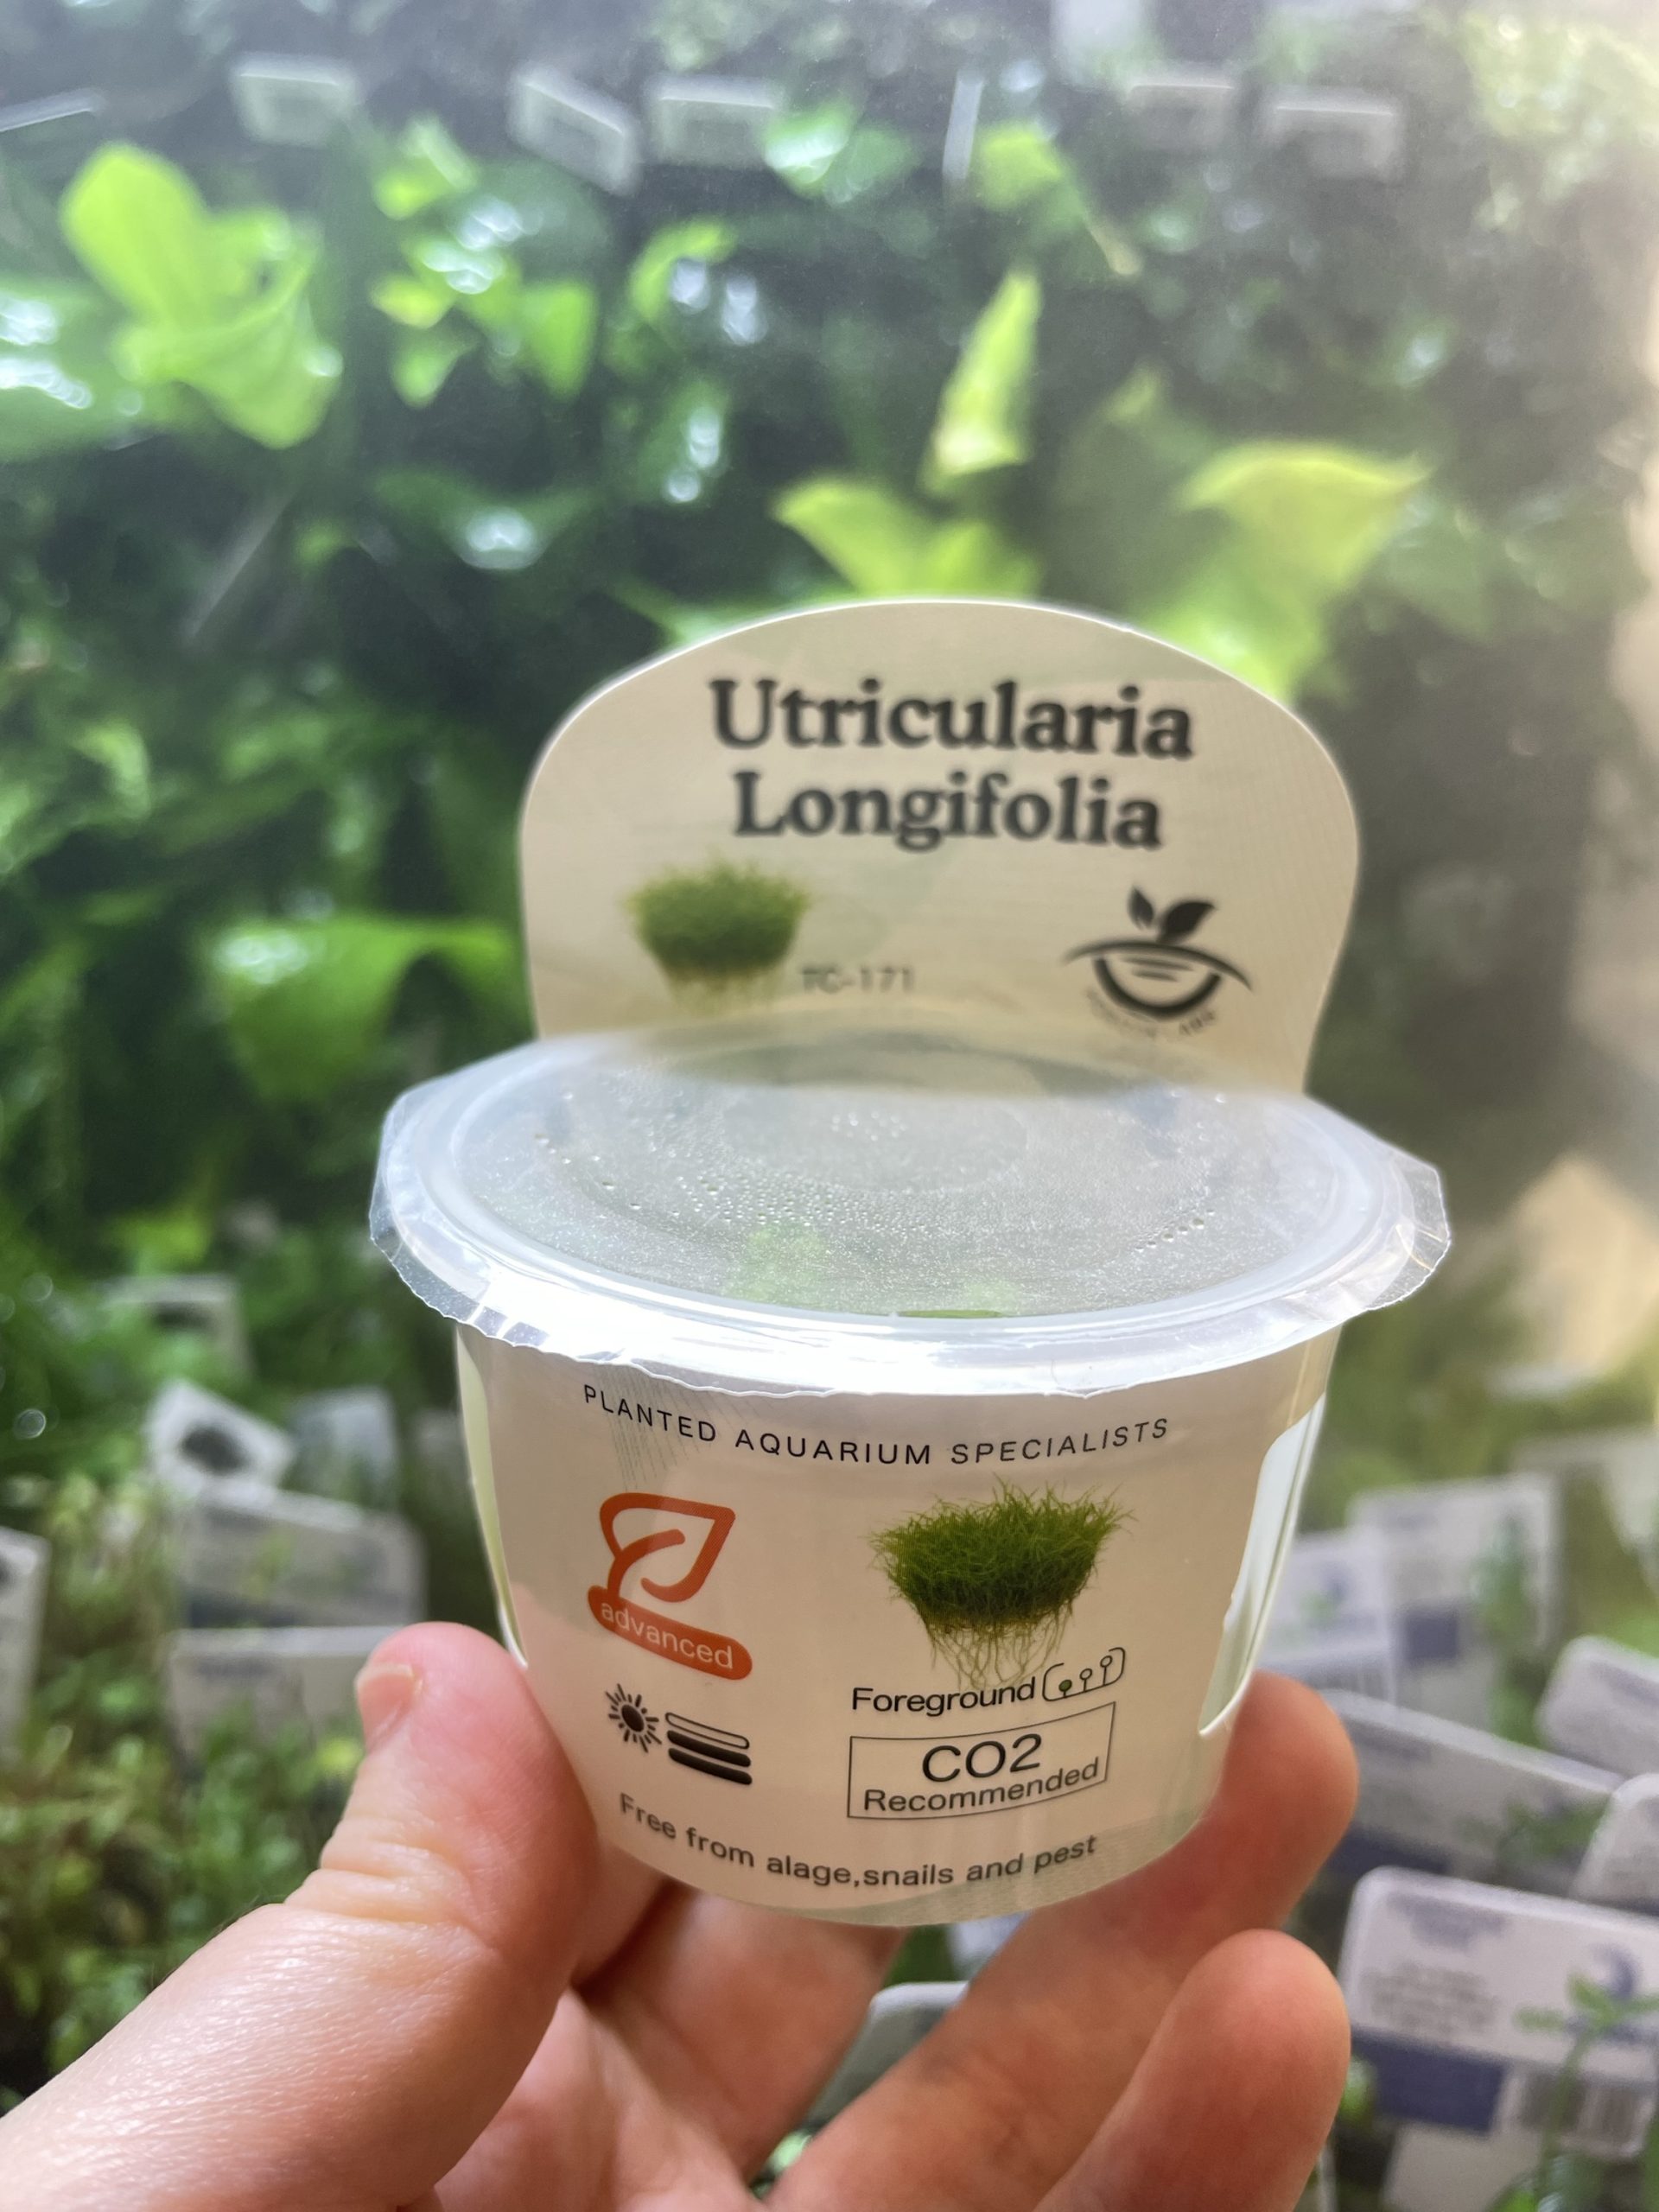 Utricularia
Longifolia
TC-171
PLANTED AQUARIUM SPECIALISTS
advanced
Foreground
CO2
Recommended
Free from alage,snails and pest